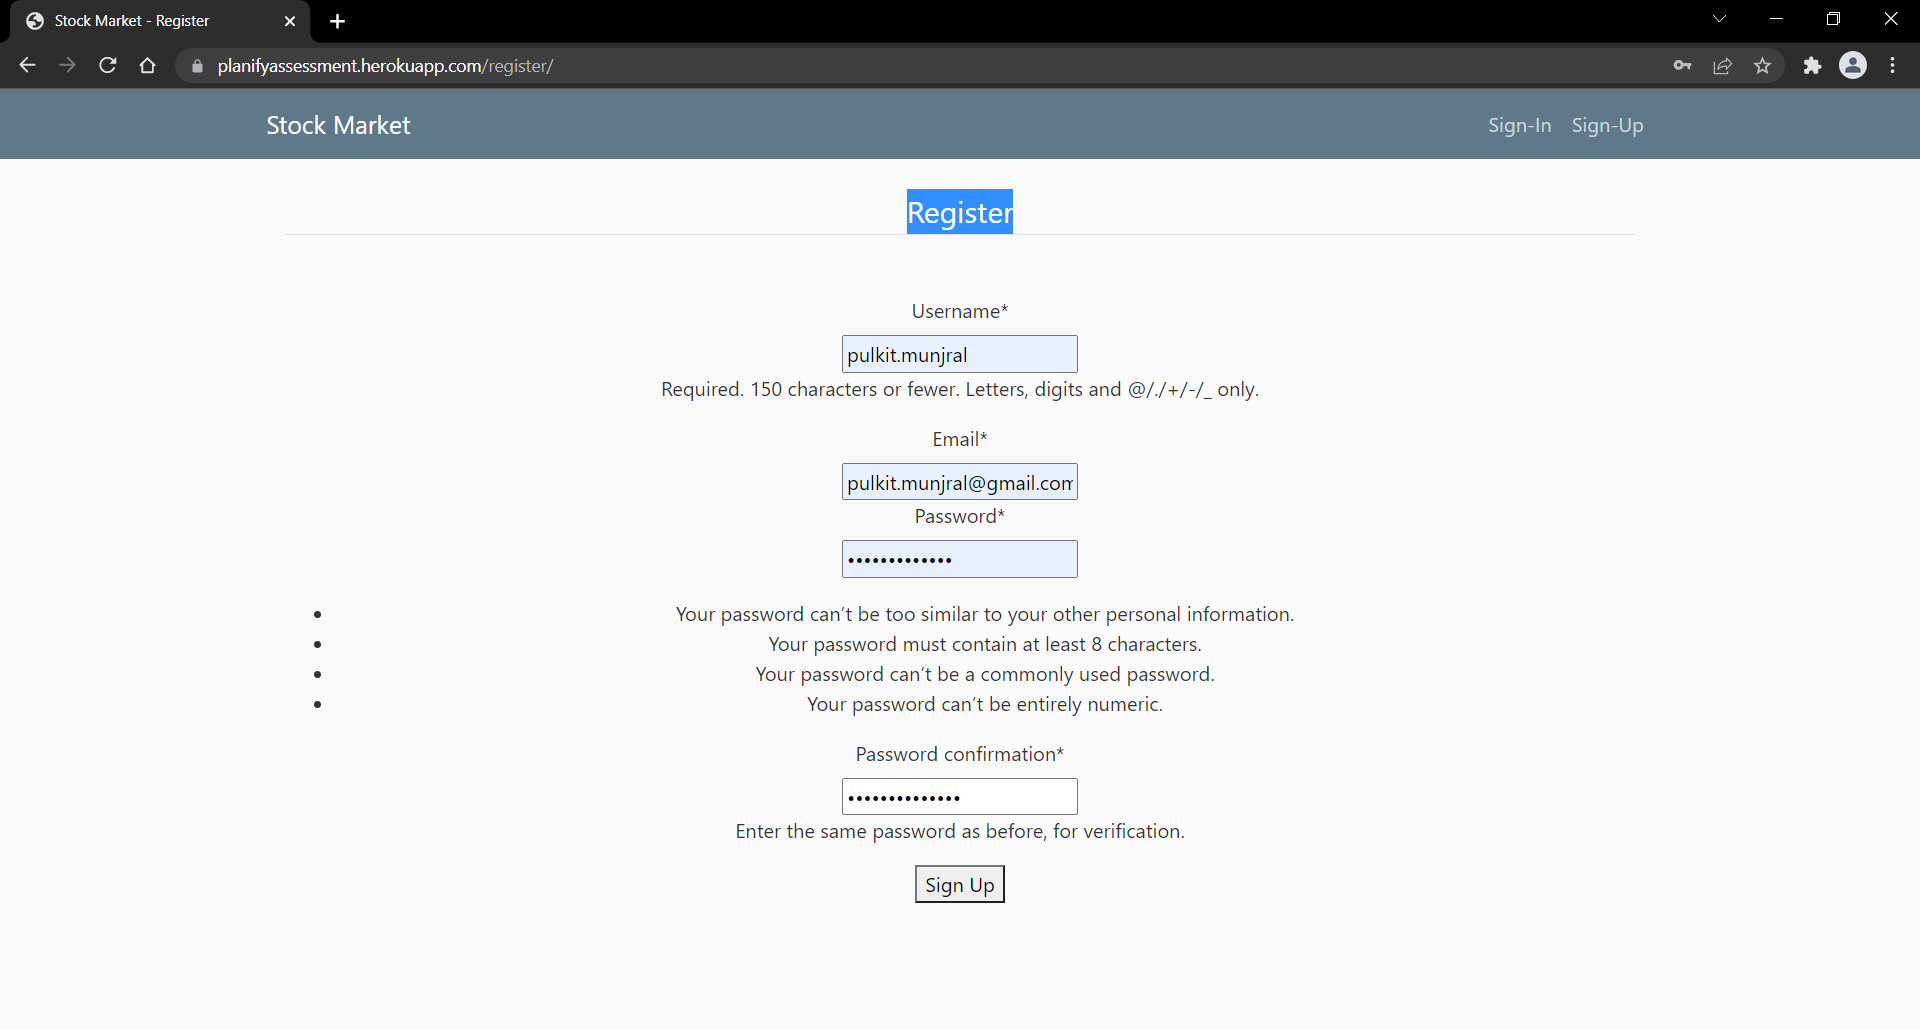 Stock Market - Register
planifyassessment.herokuapp.com/register/
Stock Market
Sign-In Sign-Up
Register
Username*
pulkit.munjral
Required. 150 characters or fewer. Letters, digits and @/./+/-/_ only.
Email*
pulkit.munjral@gmail.com
Password*
•••••••••••••
• Your password can’t be too similar to your other personal information.
• Your password must contain at least 8 characters.
• Your password can’t be a commonly used password.
• Your password can’t be entirely numeric.
Password confirmation*
••••••••••••••
Enter the same password as before, for verification.
Sign Up